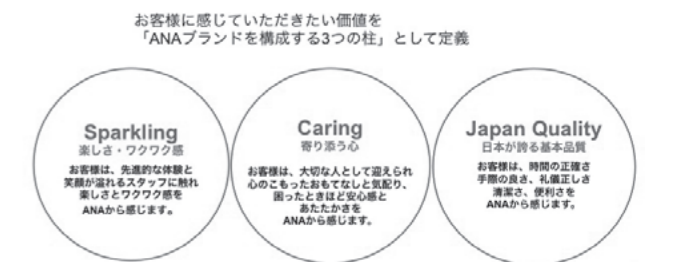 お客様に感じていただきたい価値を
「ANAブランドを構成する3つの柱」として定義
Sparkling
楽しさ・ワクワク感
お客様は、先進的な体験と
笑顔が溢れるスタッフに触れ
楽しさとワクワク感を
ANAから感じます。
Caring
寄り添う心
お客様は、大切な人として迎えられ
心のこもったおもてなしと気配り、
困ったときほど安心感と
あたたかさを
ANAから感じます。
Japan Quality
日本が誇る基本品質
お客様は、時間の正確さ
手際の良さ、礼儀正しさ
清潔さ、便利さを
ANAから感じます。